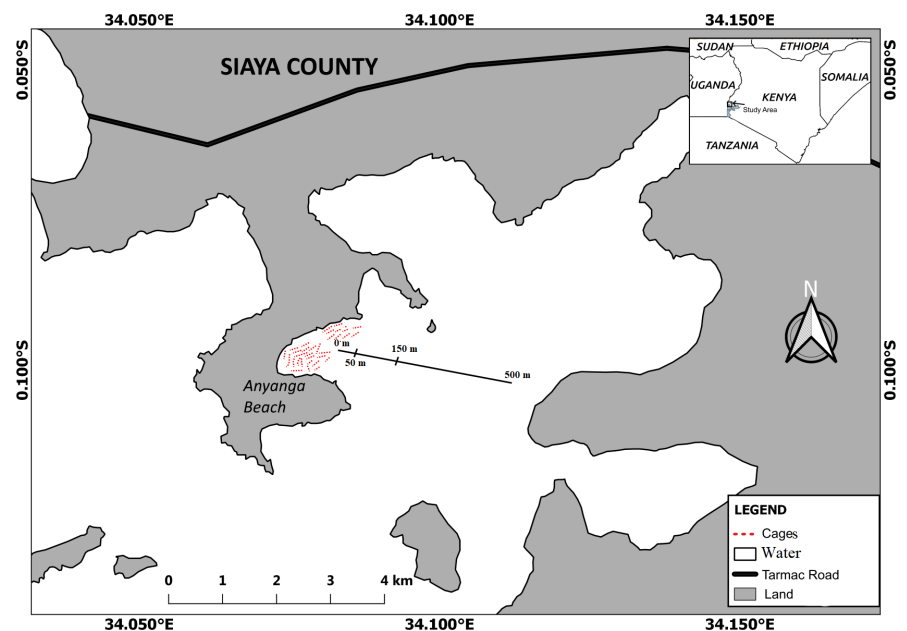 34.050°E 34.100°E 34.150°E
0.050°S
0.050°S
SIAYA COUNTY
SUDAN
ETHIOPIA
UGANDA
SOMALIA
KENYA
Study Area
TANZANIA
N
0.100°S
0.100°S
0 m
50 m
150 m
500 m
Anyanga
Beach
LEGEND
Cages
Water
Tarmac Road
Land
0 1 2 3 4 km
34.050°E 34.100°E 34.150°E